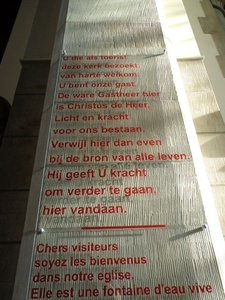 U die als toerist
deze kerk bezoekt
van harte welkom.
U bent onze gast.
De ware Gastheer hier
is Christus de Heer.
Licht en kracht
voor ons bestaan.
Verwijl hier dan even
bij de bron van alle leven.
Hij geeft U kracht
om verder te gaan,
hier vandaan.
Chers visiteurs
soyez les bienvenus
dans notre eglise.
Elle est une fontaine d'eau vive